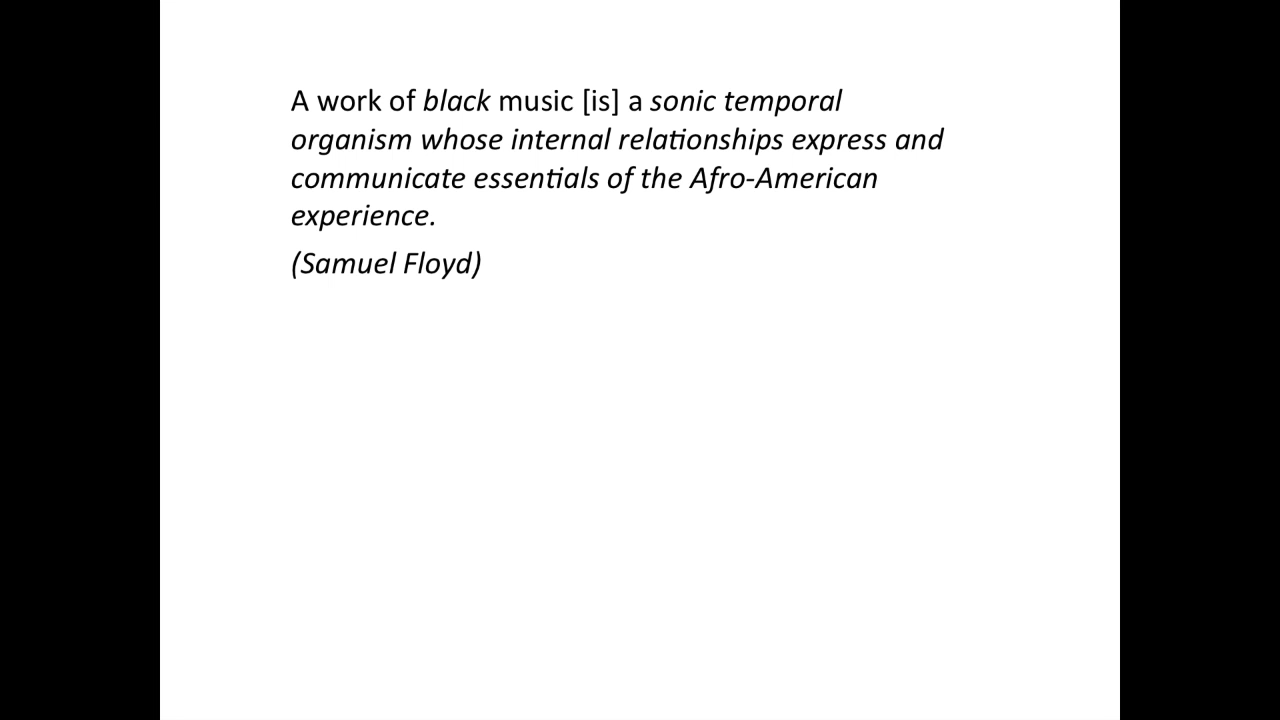 A work of black music [is] a sonic temporal
organism whose internal relationships express and
communicate essentials of the Afro-American
experience.
(Samuel Floyd)